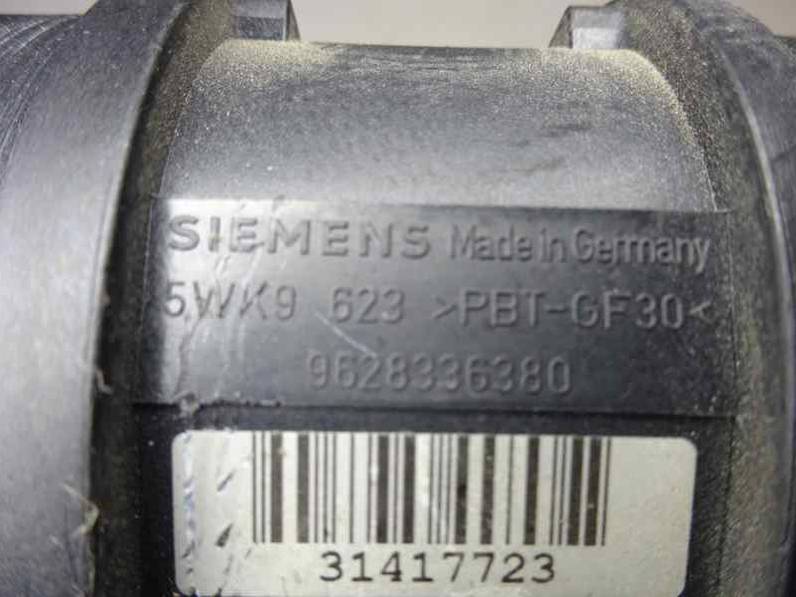 SIEMENS Made in Germany
5WK9 623 >PBT-GF30<
9628336380
31417723